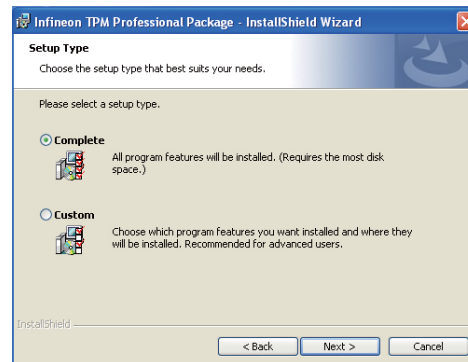 Infineon TPM Professional Package - InstallShield Wizard
Setup Type
Choose the setup type that best suits your needs.
Please select a setup type.
Complete
All program features will be installed. (Requires the most disk
space.)
Custom
Choose which program features you want installed and where they
will be installed. Recommended for advanced users.
InstallShield
< Back Next > Cancel